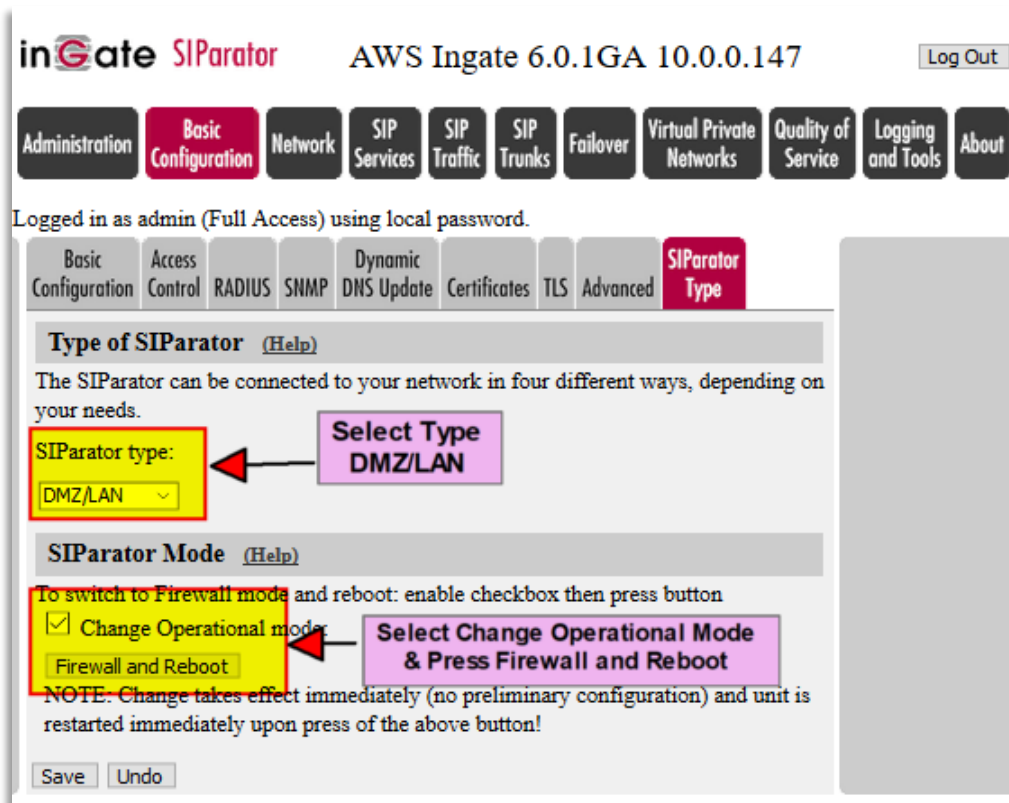 inGate SIParator AWS Ingate 6.0.1GA 10.0.0.147 Log Out
Administration Basic Configuration Network SIP Services SIP Traffic SIP Trunks Failover Virtual Private Networks Quality of Service Logging and Tools About
Logged in as admin (Full Access) using local password.
Basic Configuration Access Control RADIUS SNMP Dynamic DNS Update Certificates TLS Advanced SIParator Type
Type of SIParator (Help)
The SIParator can be connected to your network in four different ways, depending on
your needs.
SIParator type:
DMZ/LAN
Select Type
DMZ/LAN
SIParator Mode (Help)
To switch to Firewall mode and reboot: enable checkbox then press button
Change Operational mode:
Firewall and Reboot
Select Change Operational Mode
& Press Firewall and Reboot
NOTE: Change takes effect immediately (no preliminary configuration) and unit is
restarted immediately upon press of the above button!
Save Undo